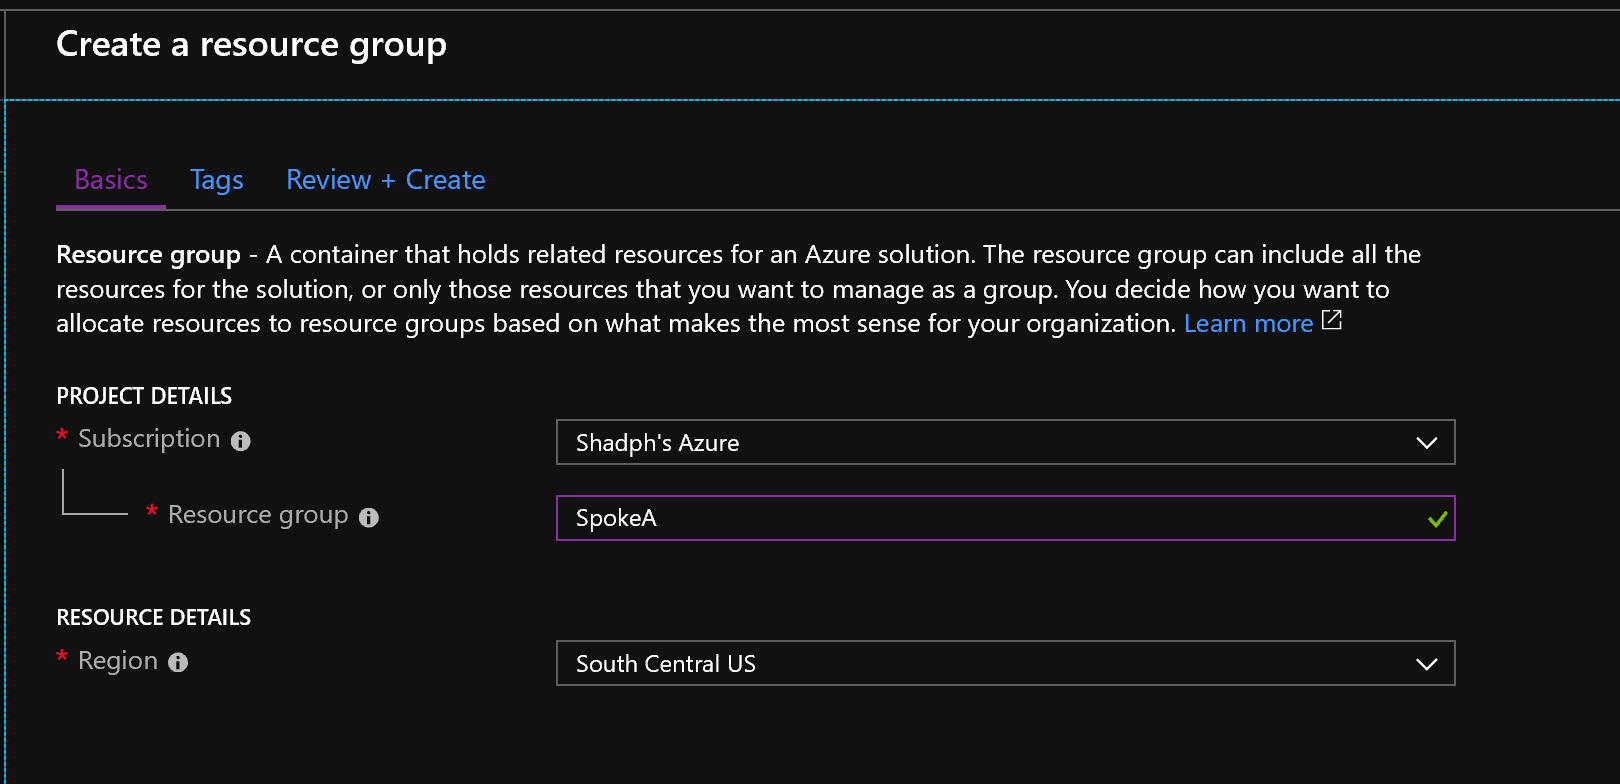 Create a resource group
Basics Tags Review + Create
Resource group - A container that holds related resources for an Azure solution. The resource group can include all the
resources for the solution, or only those resources that you want to manage as a group. You decide how you want to
allocate resources to resource groups based on what makes the most sense for your organization. Learn more
PROJECT DETAILS
* Subscription Shadph's Azure
* Resource group SpokeA
RESOURCE DETAILS
* Region South Central US